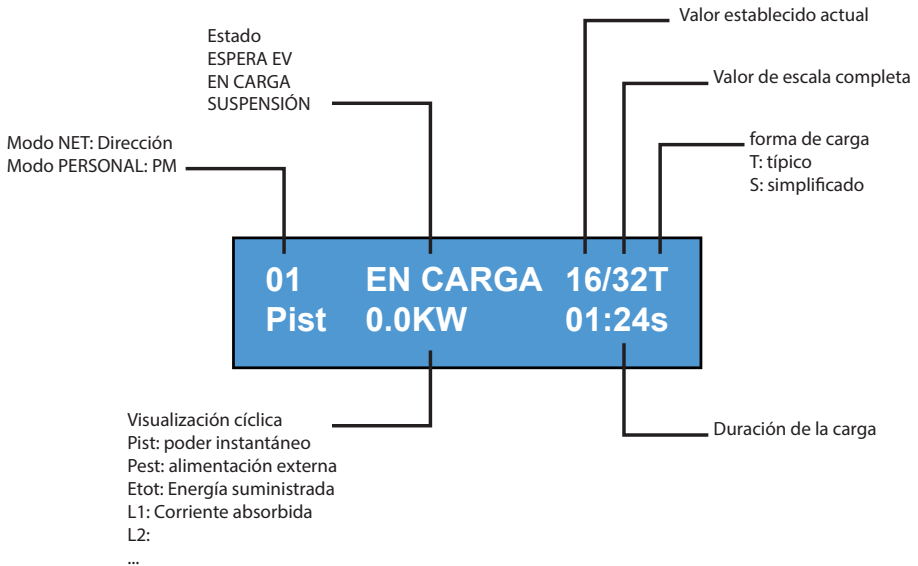 Valor establecido actual
Estado
ESPERA EV
EN CARGA
SUSPENSIÓN
Valor de escala completa
Modo NET: Dirección
Modo PERSONAL: PM
forma de carga
T: típico
S: simplificado
01 EN CARGA 16/32T
Pist 0.0KW 01:24s
Visualización cíclica
Pist: poder instantáneo
Pest: alimentación externa
Etot: Energía suministrada
L1: Corriente absorbida
L2:
...
Duración de la carga